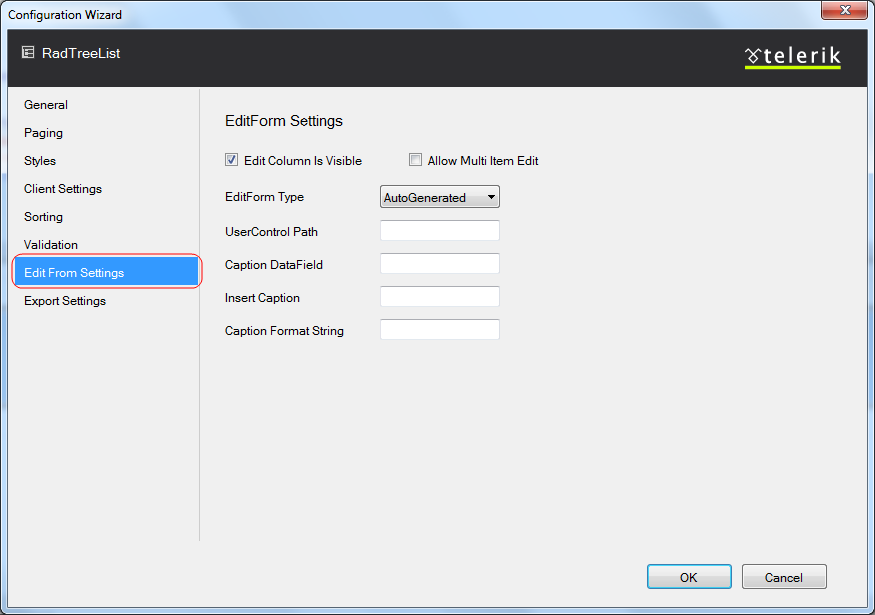 Configuration Wizard
RadTreeList
telerik
General
Paging
Styles
Client Settings
Sorting
Validation
Edit From Settings
Export Settings
EditForm Settings
Edit Column Is Visible
Allow Multi Item Edit
EditForm Type
AutoGenerated
UserControl Path
Caption DataField
Insert Caption
Caption Format String
OK
Cancel